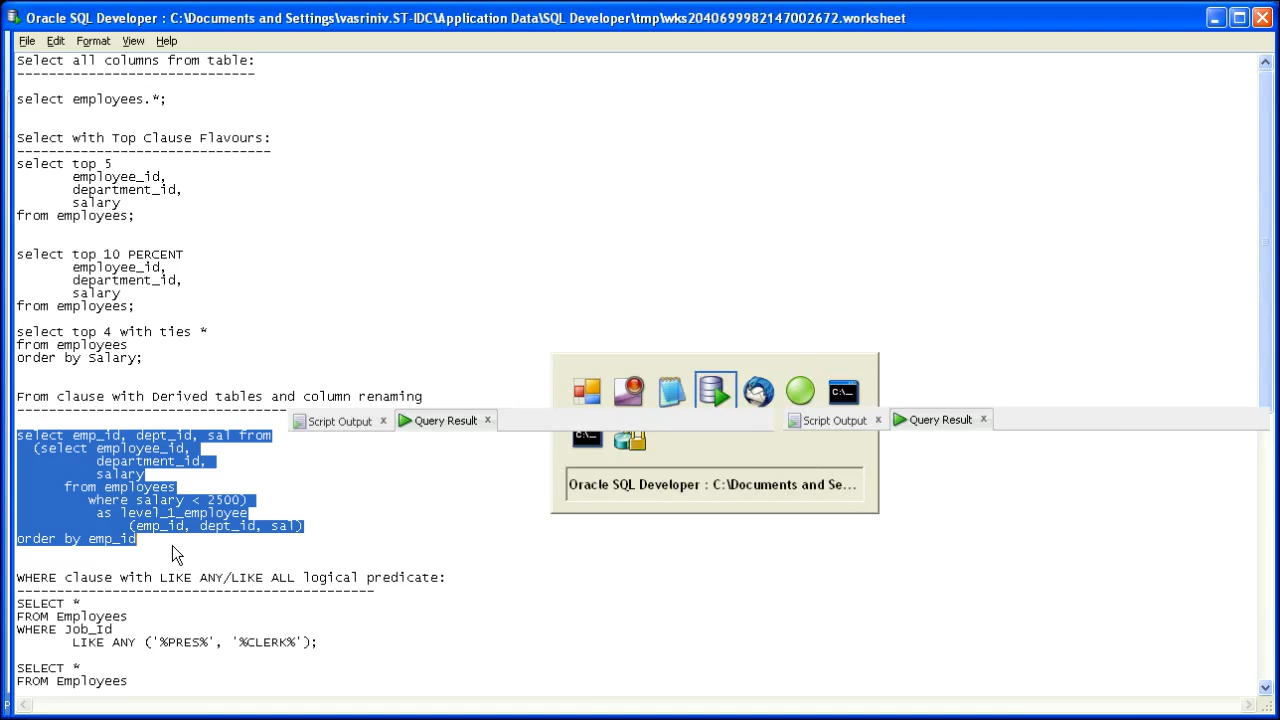 Oracle SQL Developer : C:\Documents and Settings\vasriniv.ST-IDC\Application Data\SQL Developer\tmp\wks2040699982147002672.worksheet
File Edit Format View Help
Select all columns from table:
------------------------------
select employees.*;
Select with Top Clause Flavours:
--------------------------------
select top 5
employee_id,
department_id,
salary
from employees;
select top 10 PERCENT
employee_id,
department_id,
salary
from employees;
select top 4 with ties *
from employees
order by Salary;
From clause with Derived tables and column renaming
----------------------------------
Script Output x Query Result x
Script Output x Query Result x
select emp_id, dept_id, sal from
(select employee_id,
department_id,
salary
from employees
where salary < 2500)
as level_1_employee
(emp_id, dept_id, sal)
order by emp_id
C:\_
C:\_
Oracle SQL Developer : C:\Documents and Se...
WHERE clause with LIKE ANY/LIKE ALL logical predicate:
---------------------------------------------
SELECT *
FROM Employees
WHERE Job_Id
LIKE ANY ('%PRES%', '%CLERK%');
SELECT *
FROM Employees